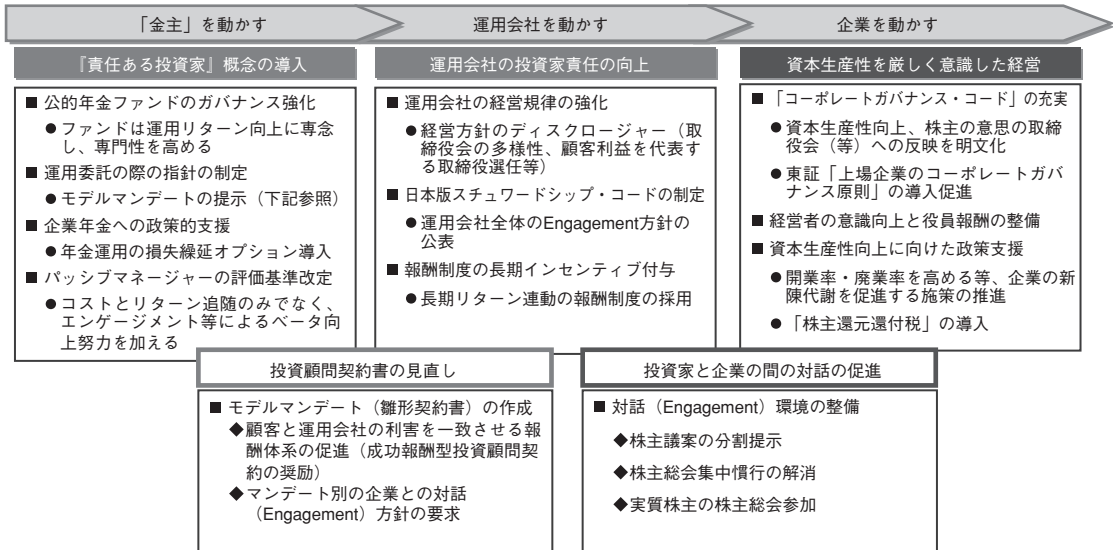 「金主」を動かす
運用会社を動かす
企業を動かす
『責任ある投資家』概念の導入
■ 公的年金ファンドのガバナンス強化
●ファンドは運用リターン向上に専念
し、専門性を高める
■ 運用委託の際の指針の制定
●モデルマンデートの提示（下記参照）
■ 企業年金への政策的支援
●年金運用の損失繰延オプション導入
■ パッシブマネージャーの評価基準改定
●コストとリターン追随のみでなく、
エンゲージメント等によるベータ向
上努力を加える
運用会社の投資家責任の向上
■ 運用会社の経営規律の強化
●経営方針のディスクロージャー（取
締役会の多様性、顧客利益を代表す
る取締役選任等）
■ 日本版スチュワードシップ・コードの制定
●運用会社全体のEngagement方針の
公表
■ 報酬制度の長期インセンティブ付与
●長期リターン連動の報酬制度の採用
資本生産性を厳しく意識した経営
■「コーポレートガバナンス・コード」の充実
●資本生産性向上、株主の意思の取締
役会（等）への反映を明文化
●東証「上場企業のコーポレートガバ
ナンス原則」の導入促進
■ 経営者の意識向上と役員報酬の整備
■ 資本生産性向上に向けた政策支援
●開業率・廃業率を高める等、企業の新
陳代謝を促進する施策の推進
●「株主還元還付税」の導入
投資顧問契約書の見直し
■ モデルマンデート（雛形契約書）の作成
◆顧客と運用会社の利害を一致させる報
酬体系の促進（成功報酬型投資顧問契
約の奨励）
◆マンデート別の企業との対話
（Engagement）方針の要求
投資家と企業の間の対話の促進
■ 対話（Engagement）環境の整備
◆株主議案の分割提示
◆株主総会集中慣行の解消
◆実質株主の株主総会参加